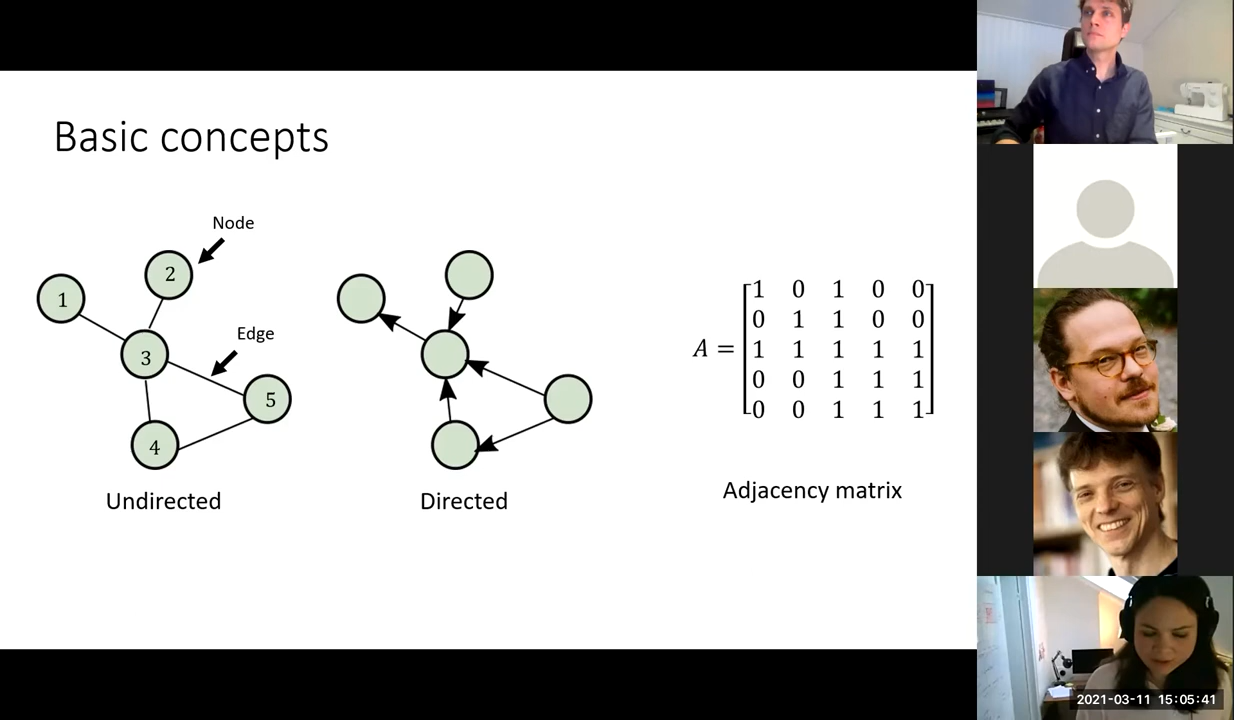 Basic concepts
Node
2
1
Edge
3
5
4
Undirected
Directed
A = 
1 0 1 0 0
0 1 1 0 0
1 1 1 1 1
0 0 1 1 1
0 0 1 1 1
Adjacency matrix
2021-03-11 15:05:41